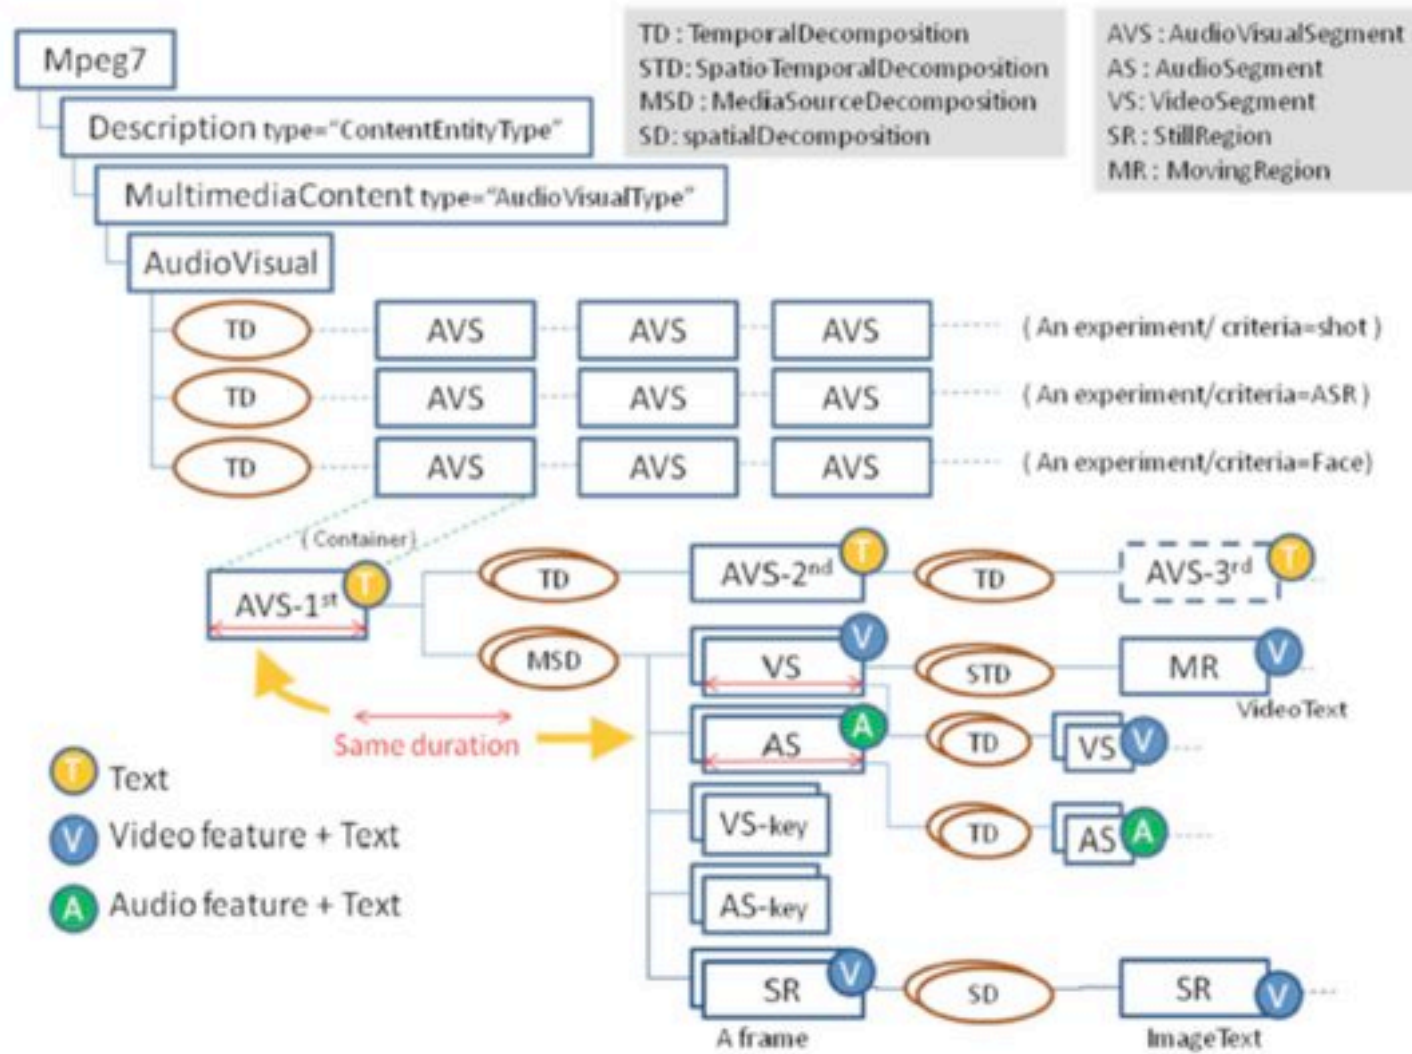 Mpeg7
Description type="ContentEntityType"
MultimediaContent type="AudioVisualType"
AudioVisual
TD : TemporalDecomposition
STD: SpatioTemporalDecomposition
MSD : MediaSourceDecomposition
SD: spatialDecomposition
AVS : AudioVisualSegment
AS : AudioSegment
VS: VideoSegment
SR : StillRegion
MR : MovingRegion
TD AVS AVS AVS ( An experiment/ criteria=shot )
TD AVS AVS AVS ( An experiment/criteria=ASR )
TD AVS AVS AVS ( An experiment/criteria=Face)
( Container)
AVS-1st T TD AVS-2nd T TD AVS-3rd T
MSD VS V STD MR V
VideoText
Same duration
AS A TD VS V
VS-key TD AS A
AS-key
SR V SD SR V
A frame ImageText
T Text
V Video feature + Text
A Audio feature + Text